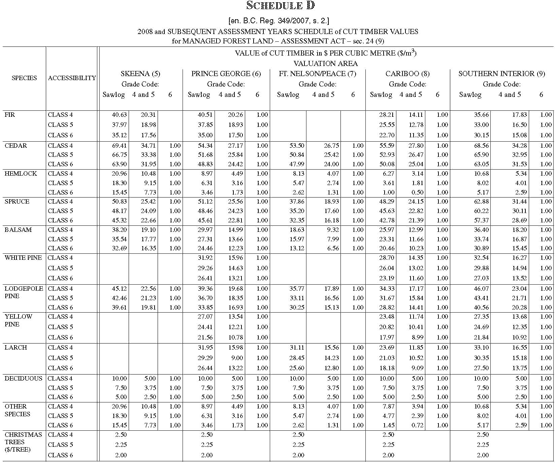 SCHEDULE D
[en. B.C. Reg. 349/2007, s. 2.]
2008 and SUBSEQUENT ASSESSMENT YEARS SCHEDULE OF CUT TIMBER VALUES
for MANAGED FOREST LAND – ASSESSMENT ACT – sec. 24 (9)
VALUE OF CUT TIMBER in $ PER CUBIC METRE ($/m³)
VALUATION AREA
SPECIES ACCESSIBILITY SKEENA (5) PRINCE GEORGE (6) FT. NELSON/PEACE (7) CARIBOO (8) SOUTHERN INTERIOR (9)
Grade Code: Grade Code: Grade Code: Grade Code: Grade Code:
Sawlog 4 and 5 6 Sawlog 4 and 5 6 Sawlog 4 and 5 6 Sawlog 4 and 5 6 Sawlog 4 and 5 6
FIR CLASS 4 40.63 20.31 40.51 20.26 1.00 28.21 14.11 1.00 35.66 17.83 1.00
CLASS 5 37.97 18.98 37.85 18.93 1.00 25.55 12.78 1.00 33.00 16.50 1.00
CLASS 6 35.12 17.56 35.00 17.50 1.00 22.70 11.35 1.00 30.15 15.08 1.00
CEDAR CLASS 4 69.41 34.71 1.00 54.34 27.17 1.00 53.50 26.75 1.00 55.59 27.80 1.00 68.56 34.28 1.00
CLASS 5 66.75 33.38 1.00 51.68 25.84 1.00 50.84 25.42 1.00 52.93 26.47 1.00 65.90 32.95 1.00
CLASS 6 63.90 31.95 1.00 48.83 24.42 1.00 47.99 24.00 1.00 50.08 25.04 1.00 63.05 31.53 1.00
HEMLOCK CLASS 4 20.96 10.48 1.00 8.97 4.49 1.00 8.13 4.07 1.00 6.27 3.14 1.00 10.68 5.34 1.00
CLASS 5 18.30 9.15 1.00 6.31 3.16 1.00 5.47 2.74 1.00 3.61 1.81 1.00 8.02 4.01 1.00
CLASS 6 15.45 7.73 1.00 3.46 1.73 1.00 2.62 1.31 1.00 1.00 0.50 1.00 5.17 2.59 1.00
SPRUCE CLASS 4 50.83 25.42 1.00 51.12 25.56 1.00 37.86 18.93 1.00 48.29 24.15 1.00 62.88 31.44 1.00
CLASS 5 48.17 24.09 1.00 48.46 24.23 1.00 35.20 17.60 1.00 45.63 22.82 1.00 60.22 30.11 1.00
CLASS 6 45.32 22.66 1.00 45.61 22.81 1.00 32.35 16.18 1.00 42.78 21.39 1.00 57.37 28.69 1.00
BALSAM CLASS 4 38.20 19.10 1.00 29.97 14.99 1.00 18.63 9.32 1.00 25.97 12.99 1.00 36.40 18.20 1.00
CLASS 5 35.54 17.77 1.00 27.31 13.66 1.00 15.97 7.99 1.00 23.31 11.66 1.00 33.74 16.87 1.00
CLASS 6 32.69 16.35 1.00 24.46 12.23 1.00 13.12 6.56 1.00 20.46 10.23 1.00 30.89 15.45 1.00
WHITE PINE CLASS 4 31.92 15.96 1.00 28.70 14.35 1.00 32.54 16.27 1.00
CLASS 5 29.26 14.63 1.00 26.04 13.02 1.00 29.88 14.94 1.00
CLASS 6 26.41 13.21 1.00 23.19 11.60 1.00 27.03 13.52 1.00
LODGEPOLE CLASS 4 45.12 22.56 1.00 39.36 19.68 1.00 35.77 17.89 1.00 34.33 17.17 1.00 46.07 23.04 1.00
PINE CLASS 5 42.46 21.23 1.00 36.70 18.35 1.00 33.11 16.56 1.00 31.67 15.84 1.00 43.41 21.71 1.00
CLASS 6 39.61 19.81 1.00 33.85 16.93 1.00 30.25 15.13 1.00 28.82 14.41 1.00 40.56 20.28 1.00
YELLOW CLASS 4 27.07 13.54 1.00 23.48 11.74 1.00 27.35 13.68 1.00
PINE CLASS 5 24.41 12.21 1.00 20.82 10.41 1.00 24.69 12.35 1.00
CLASS 6 21.56 10.78 1.00 17.97 8.99 1.00 21.84 10.92 1.00
LARCH CLASS 4 31.95 15.98 1.00 31.11 15.56 1.00 23.69 11.85 1.00 33.10 16.55 1.00
CLASS 5 29.29 9.00 1.00 28.45 14.23 1.00 21.03 10.52 1.00 30.35 15.18 1.00
CLASS 6 26.44 13.22 1.00 25.60 12.80 1.00 18.18 9.09 1.00 27.50 13.75 1.00
DECIDUOUS CLASS 4 10.00 5.00 1.00 10.00 5.00 1.00 10.00 5.00 1.00 10.00 5.00 1.00 10.00 5.00 1.00
CLASS 5 7.50 3.75 1.00 7.50 3.75 1.00 7.50 3.75 1.00 7.50 3.75 1.00 7.50 3.75 1.00
CLASS 6 5.00 2.50 1.00 5.00 2.50 1.00 5.00 2.50 1.00 5.00 2.50 1.00 5.00 2.50 1.00
OTHER CLASS 4 20.96 10.48 1.00 8.97 4.49 1.00 8.13 4.07 1.00 7.87 3.94 1.00 10.68 5.34 1.00
SPECIES CLASS 5 18.30 9.15 1.00 6.31 3.16 1.00 5.47 2.74 1.00 4.77 2.39 1.00 8.02 4.01 1.00
CLASS 6 15.45 7.73 1.00 3.46 1.73 1.00 2.62 1.31 1.00 1.45 0.72 1.00 5.17 2.59 1.00
CHRISTMAS CLASS 4 2.50 2.50 2.50 2.50 2.50
TREES CLASS 5 2.25 2.25 2.25 2.25 2.25
($/TREE) CLASS 6 2.00 2.00 2.00 2.00 2.00